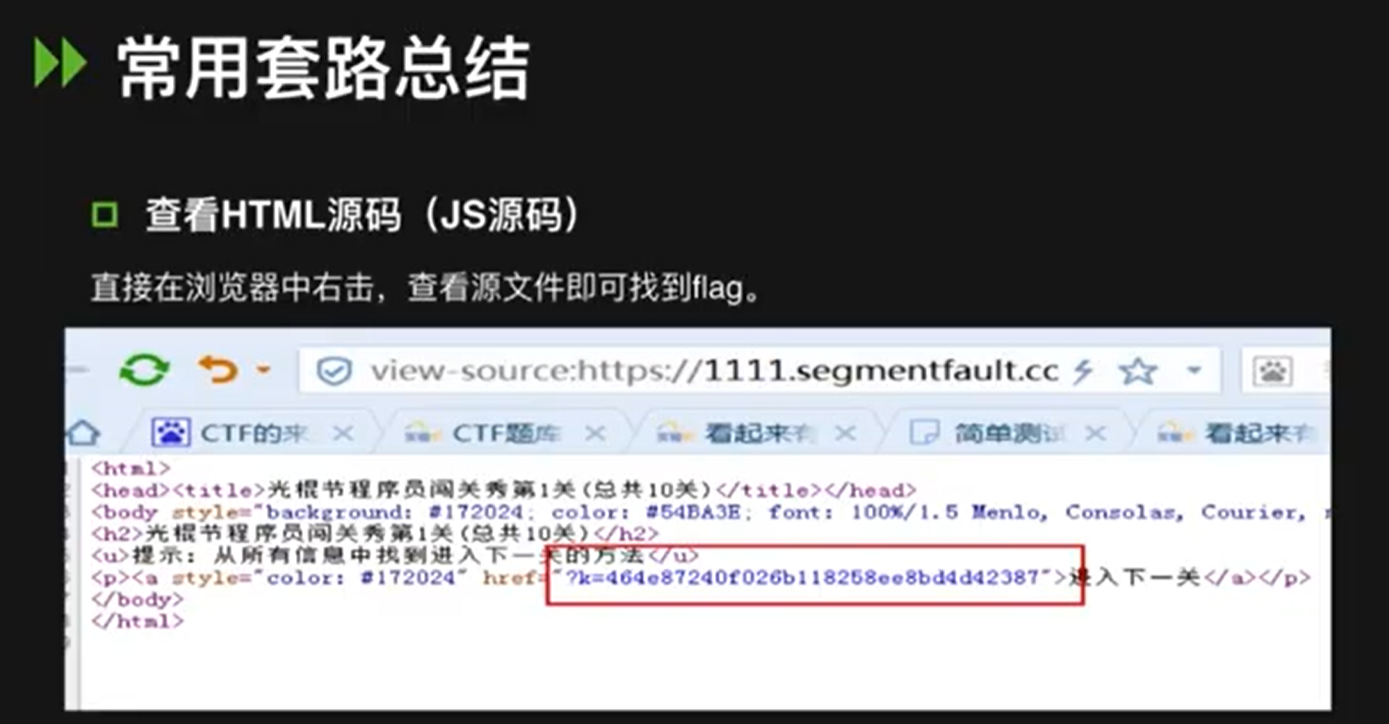 常用套路总结
查看HTML源码（JS源码）
直接在浏览器中右击，查看源文件即可找到flag。
view-source:https://1111.segmentfault.cc
CTF的来 CTF题库 看起来有 简单测试 看起来有
<html>
<head><title>光棍节程序员闯关秀第1关(总共10关)</title></head>
<body style="background: #172024; color: #54BA3E; font: 100%/1.5 Menlo, Consolas, Courier,
<h2>光棍节程序员闯关秀第1关(总共10关)</h2>
<u>提示: 从所有信息中找到进入下一关的方法</u>
<p><a style="color: #172024" href="?k=464e87240f026b118258ee8bd4d42387">进入下一关</a></p>
</body>
</html>